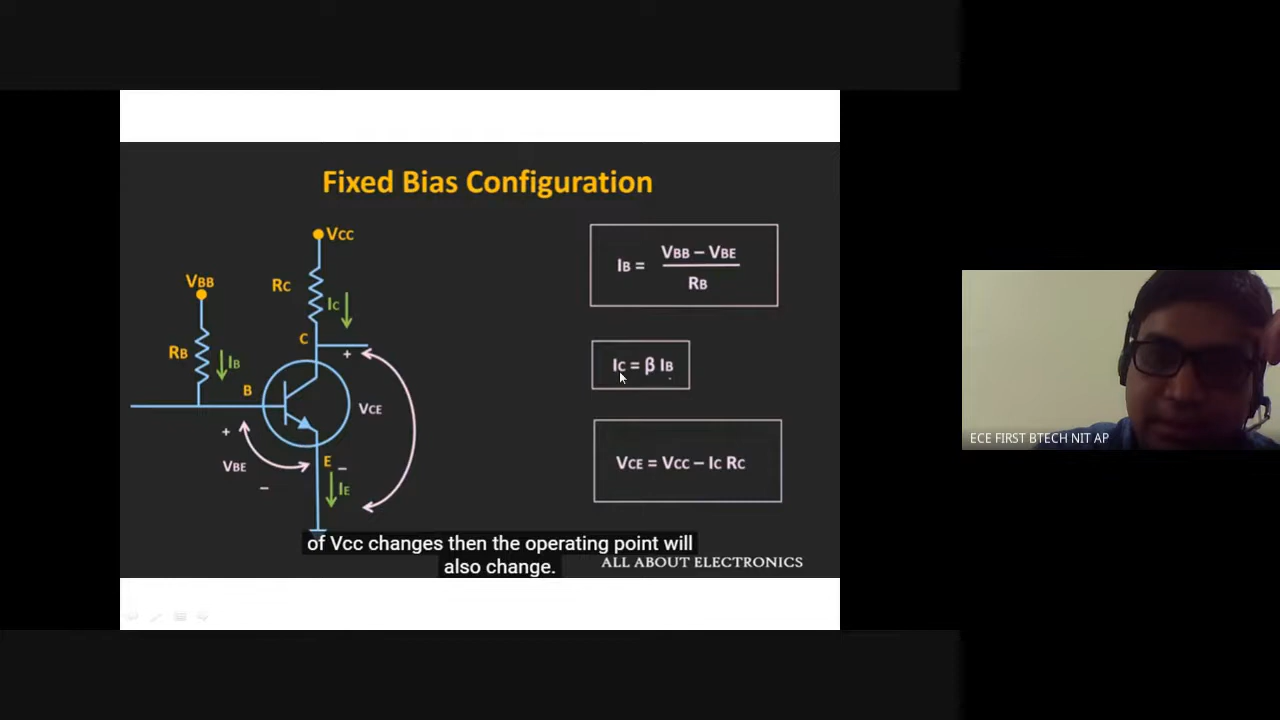 Fixed Bias Configuration
VCC
VBB
RC
IC
RB
IB
C
B
+
VCE
+
VBE
−
E
−
IE
IB = VBB − VBE
RB
IC = β IB
VCE = VCC − IC RC
of Vcc changes then the operating point will
also change.
ALL ABOUT ELECTRONICS
ECE FIRST BTECH NIT AP